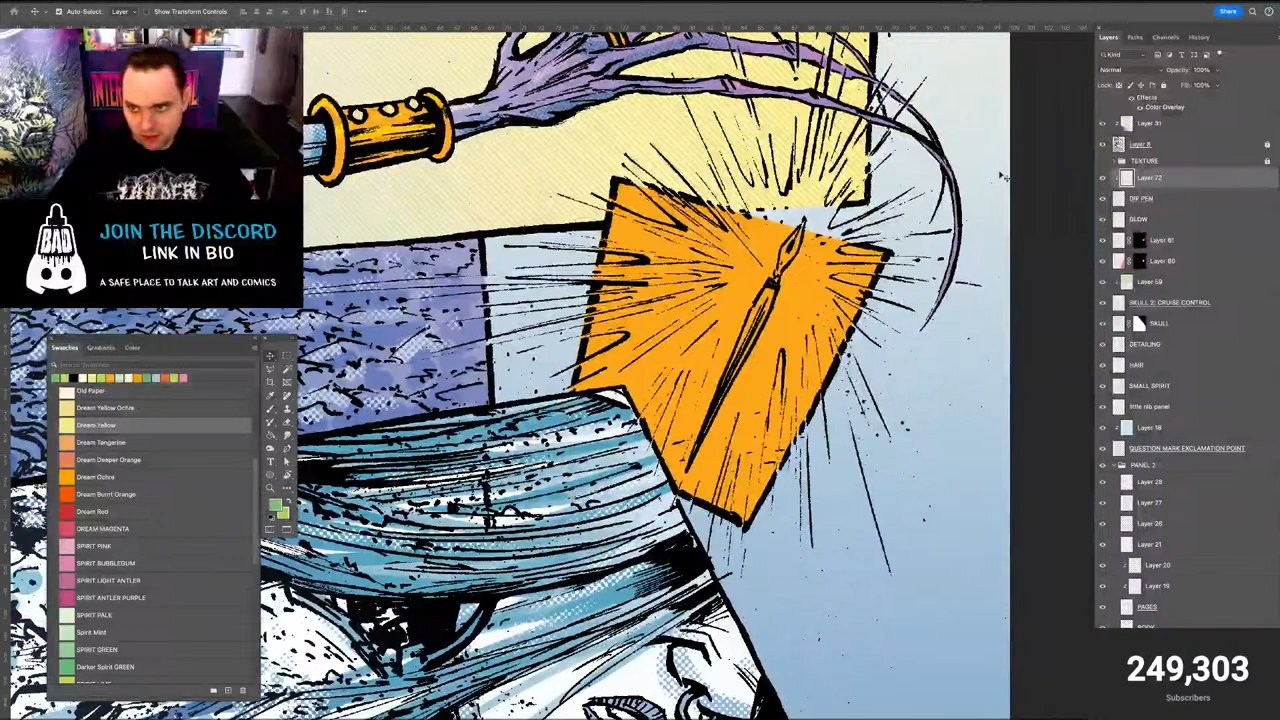 Auto-Select:
Layer
Show Transform Controls
Share
JOIN THE DISCORD
LINK IN BIO
A SAFE PLACE TO TALK ART AND COMICS
BAD
Swatches
Gradients
Color
Old Paper
Dream Yellow Ochre
Dream Yellow
Dream Tangerine
Dream Deeper Orange
Dream Ochre
Dream Burnt Orange
Dream Red
DREAM MAGENTA
SPIRIT PINK
SPIRIT BUBBLEGUM
SPIRIT LIGHT ANTLER
SPIRIT ANTLER PURPLE
SPIRIT PALE
Spirit Mint
SPIRIT GREEN
Darker Spirit GREEN
Layers
Paths
Channels
History
Kind
Normal
Opacity: 100%
Lock:
Fill: 100%
Effects
Color Overlay
Layer 31
Layer 8
TEXTURE
Layer 72
DIP PEN
GLOW
Layer 61
Layer 60
Layer 59
SKULL 2: CRUISE CONTROL
SKULL
DETAILING
HAIR
SMALL SPIRIT
little nib panel
Layer 18
QUESTION MARK EXCLAMATION POINT
PANEL 2
Layer 28
Layer 27
Layer 26
Layer 21
Layer 20
Layer 19
PAGES
249,303
Subscribers